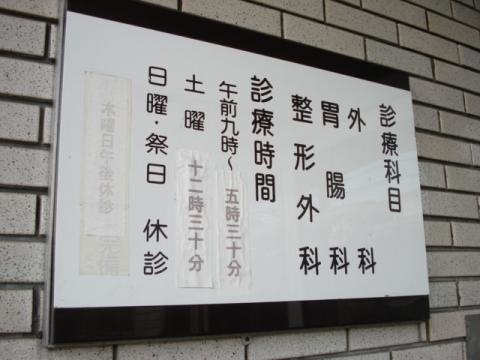 診療科目
外科
胃腸科
整形外科
診療時間
午前九時〜五時三十分
土曜 十二時三十分
日曜・祭日 休診
木曜日午後休診